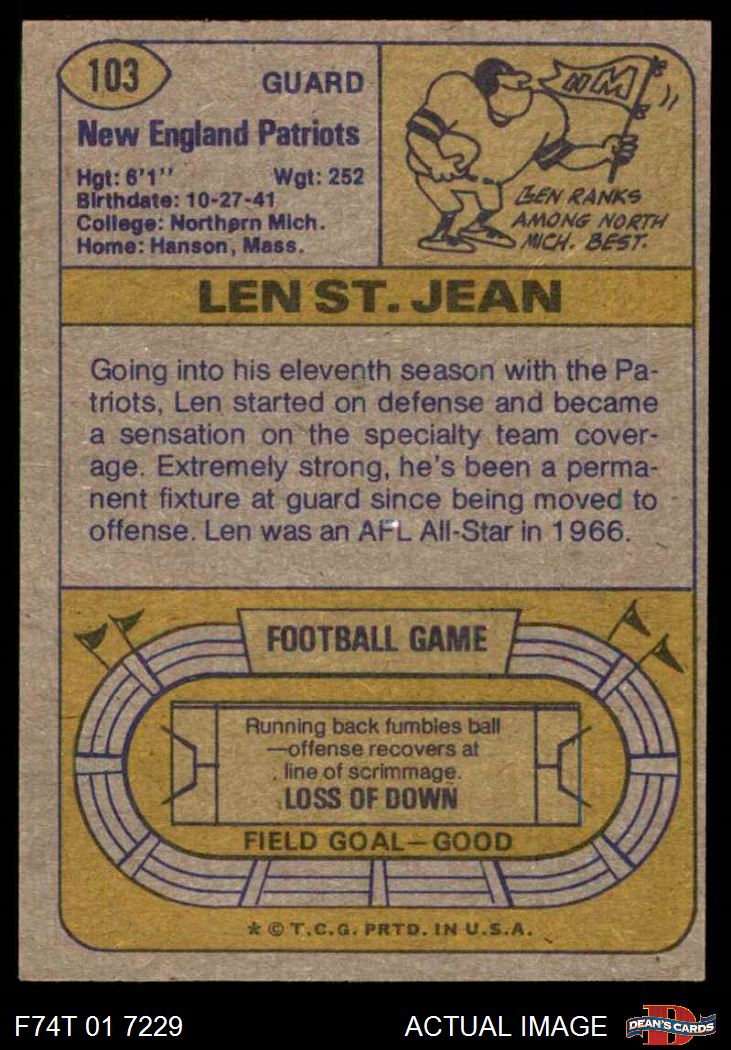 103
GUARD
New England Patriots
Hgt: 6'1'' Wgt: 252
Birthdate: 10-27-41
College: Northern Mich.
Home: Hanson, Mass.
NM
LEN RANKS
AMONG NORTH
MICH. BEST.
LEN ST. JEAN
Going into his eleventh season with the Pa-
triots, Len started on defense and became
a sensation on the specialty team cover-
age. Extremely strong, he's been a perma-
nent fixture at guard since being moved to
offense. Len was an AFL All-Star in 1966.
FOOTBALL GAME
Running back fumbles ball
—offense recovers at
line of scrimmage.
LOSS OF DOWN
FIELD GOAL—GOOD
* © T.C.G. PRTD. IN U.S.A.
F74T 01 7229
ACTUAL IMAGE
D
DEAN'S CARDS